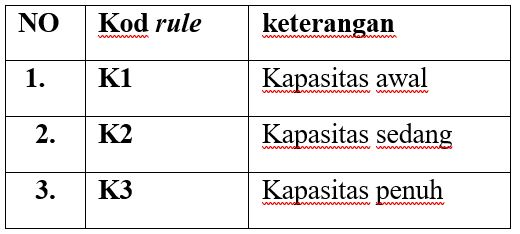 NO Kod rule keterangan
1. K1 Kapasitas awal
2. K2 Kapasitas sedang
3. K3 Kapasitas penuh